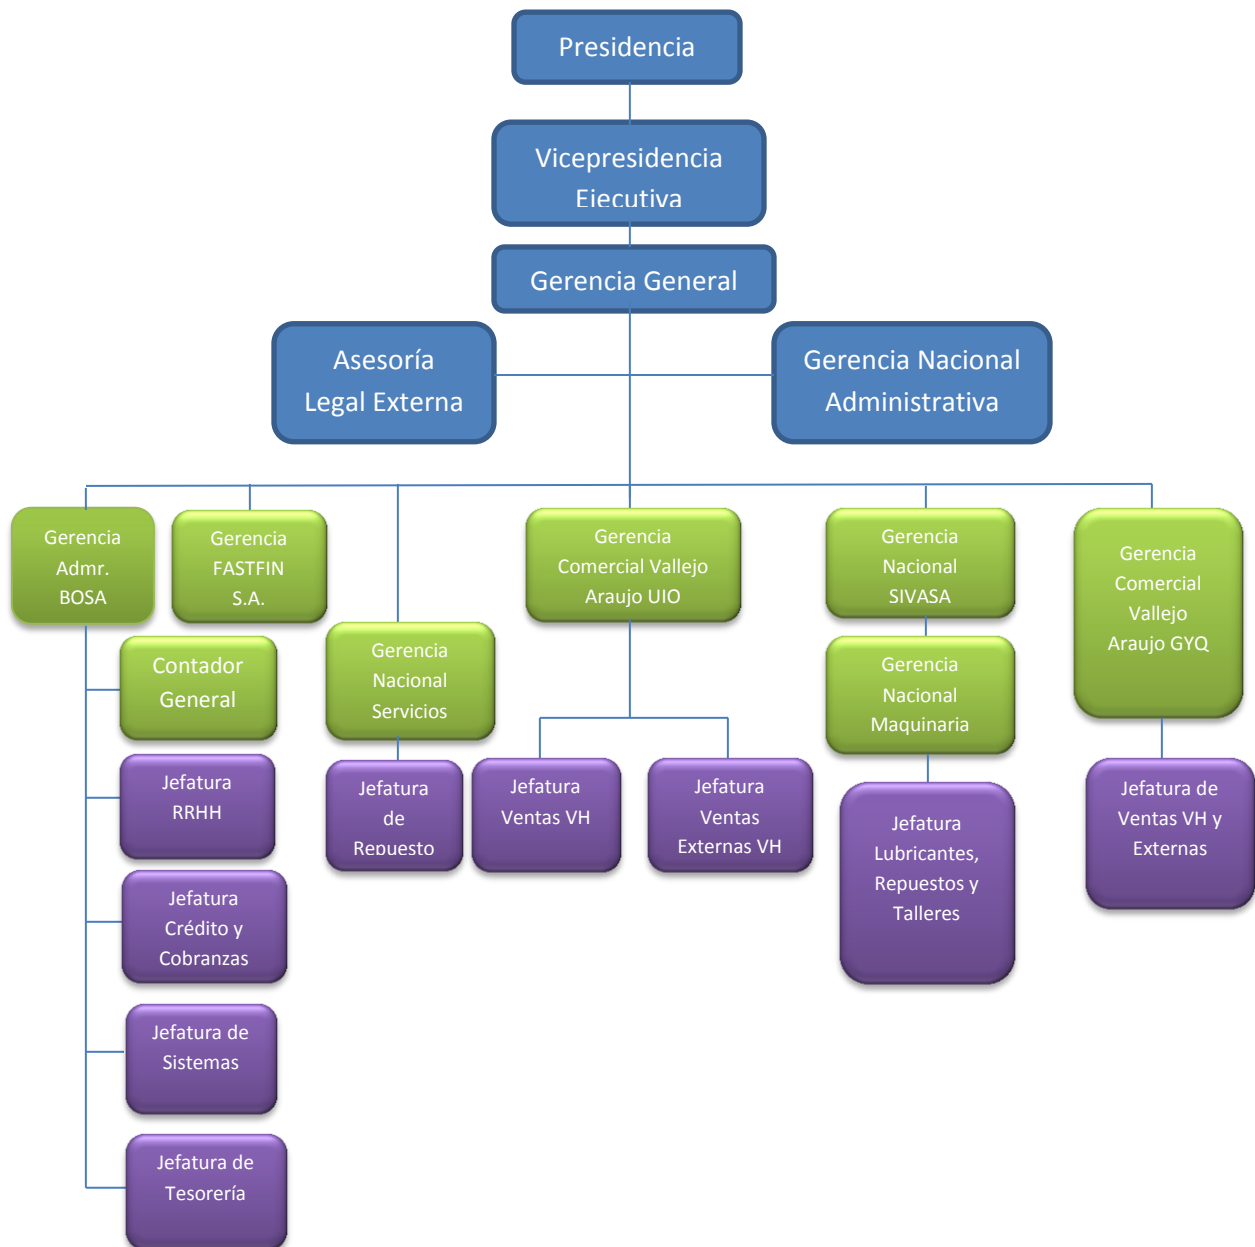 Presidencia
Vicepresidencia
Ejecutiva
Gerencia General
Asesoría
Legal Externa
Gerencia Nacional
Administrativa
Gerencia
Admr.
BOSA
Gerencia
FASTFIN
S.A.
Gerencia
Comercial Vallejo
Araujo UIO
Gerencia
Nacional
SIVASA
Gerencia
Comercial
Vallejo
Araujo GYQ
Contador
General
Gerencia
Nacional
Servicios
Gerencia
Nacional
Maquinaria
Jefatura
RRHH
Jefatura
de
Repuesto
Jefatura
Ventas VH
Jefatura
Ventas
Externas VH
Jefatura
Lubricantes,
Repuestos y
Talleres
Jefatura de
Ventas VH y
Externas
Jefatura
Crédito y
Cobranzas
Jefatura de
Sistemas
Jefatura de
Tesorería